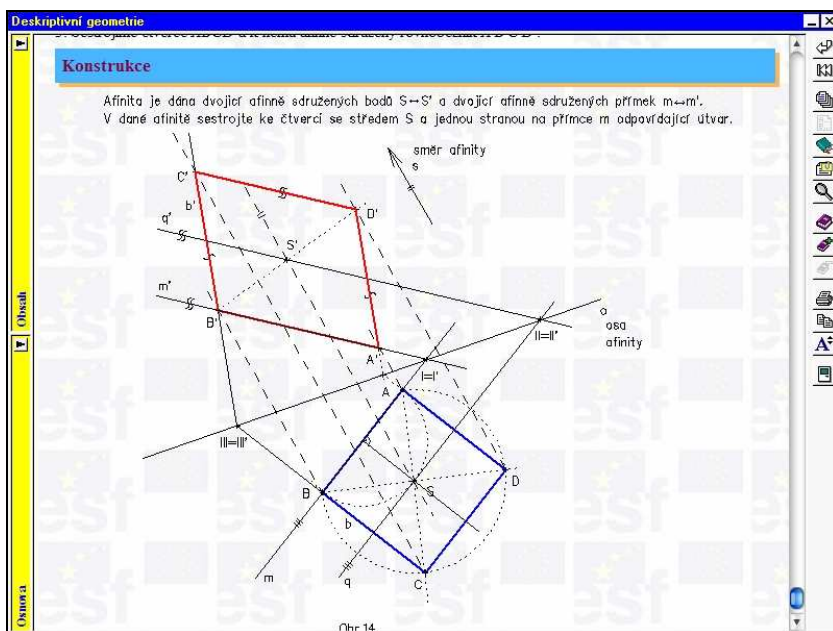 Deskriptivní geometrie
Konstrukce
Afinita je dána dvojicí afinně sdružených bodů S↔S' a dvojicí afinně sdružených přímek m↔m'.
V dané afinitě sestrojte ke čtverci se středem S a jednou stranou na přímce m odpovídající útvar.
směr afinity
s
C'
b'
D'
q'
S'
m'
B'
a
osa
afinity
II=II'
A'
I=I'
A
III=III'
B
S
D
b
m
q
C
Obr.14
Obsah
Osnova
esf
A